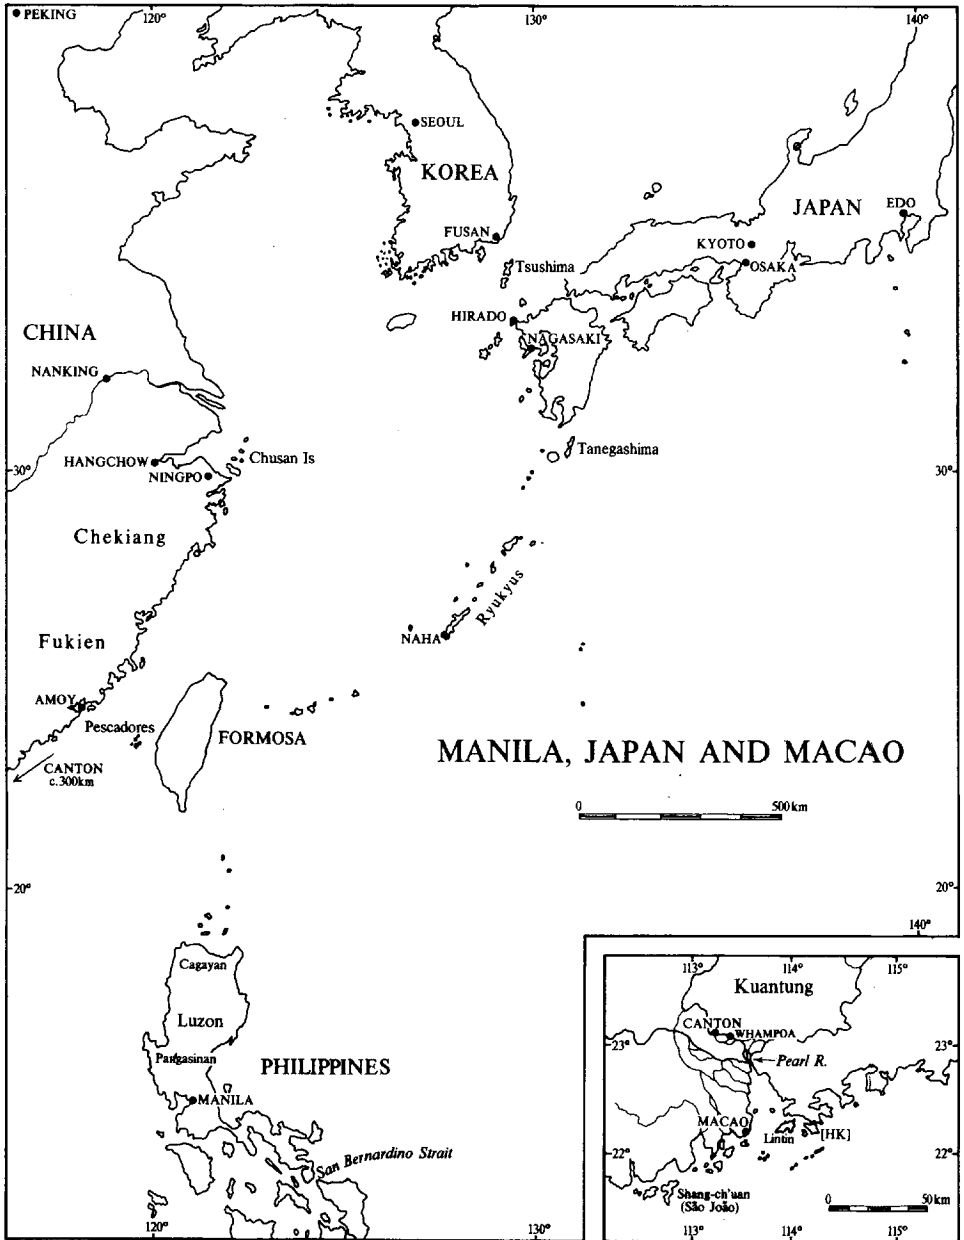 PEKING
120°
130°
140°
SEOUL
KOREA
JAPAN
EDO
FUSAN
KYOTO
OSAKA
Tsushima
HIRADO
NAGASAKI
CHINA
NANKING
Tanegashima
HANGCHOW
Chusan Is
NINGPO
30°
30°
Chekiang
Ryukyus
Fukien
NAHA
AMOY
Pescadores
FORMOSA
MANILA, JAPAN AND MACAO
CANTON
c.300km
0
500km
20°
20°
140°
Cagayan
Luzon
Pangasinan
PHILIPPINES
MANILA
San Bernardino Strait
120°
130°
113°
114°
115°
Kuantung
CANTON
WHAMPOA
23°
23°
Pearl R.
MACAO
Lintin
[HK]
22°
22°
Shang-ch'uan
(São João)
0
50km
113°
114°
115°